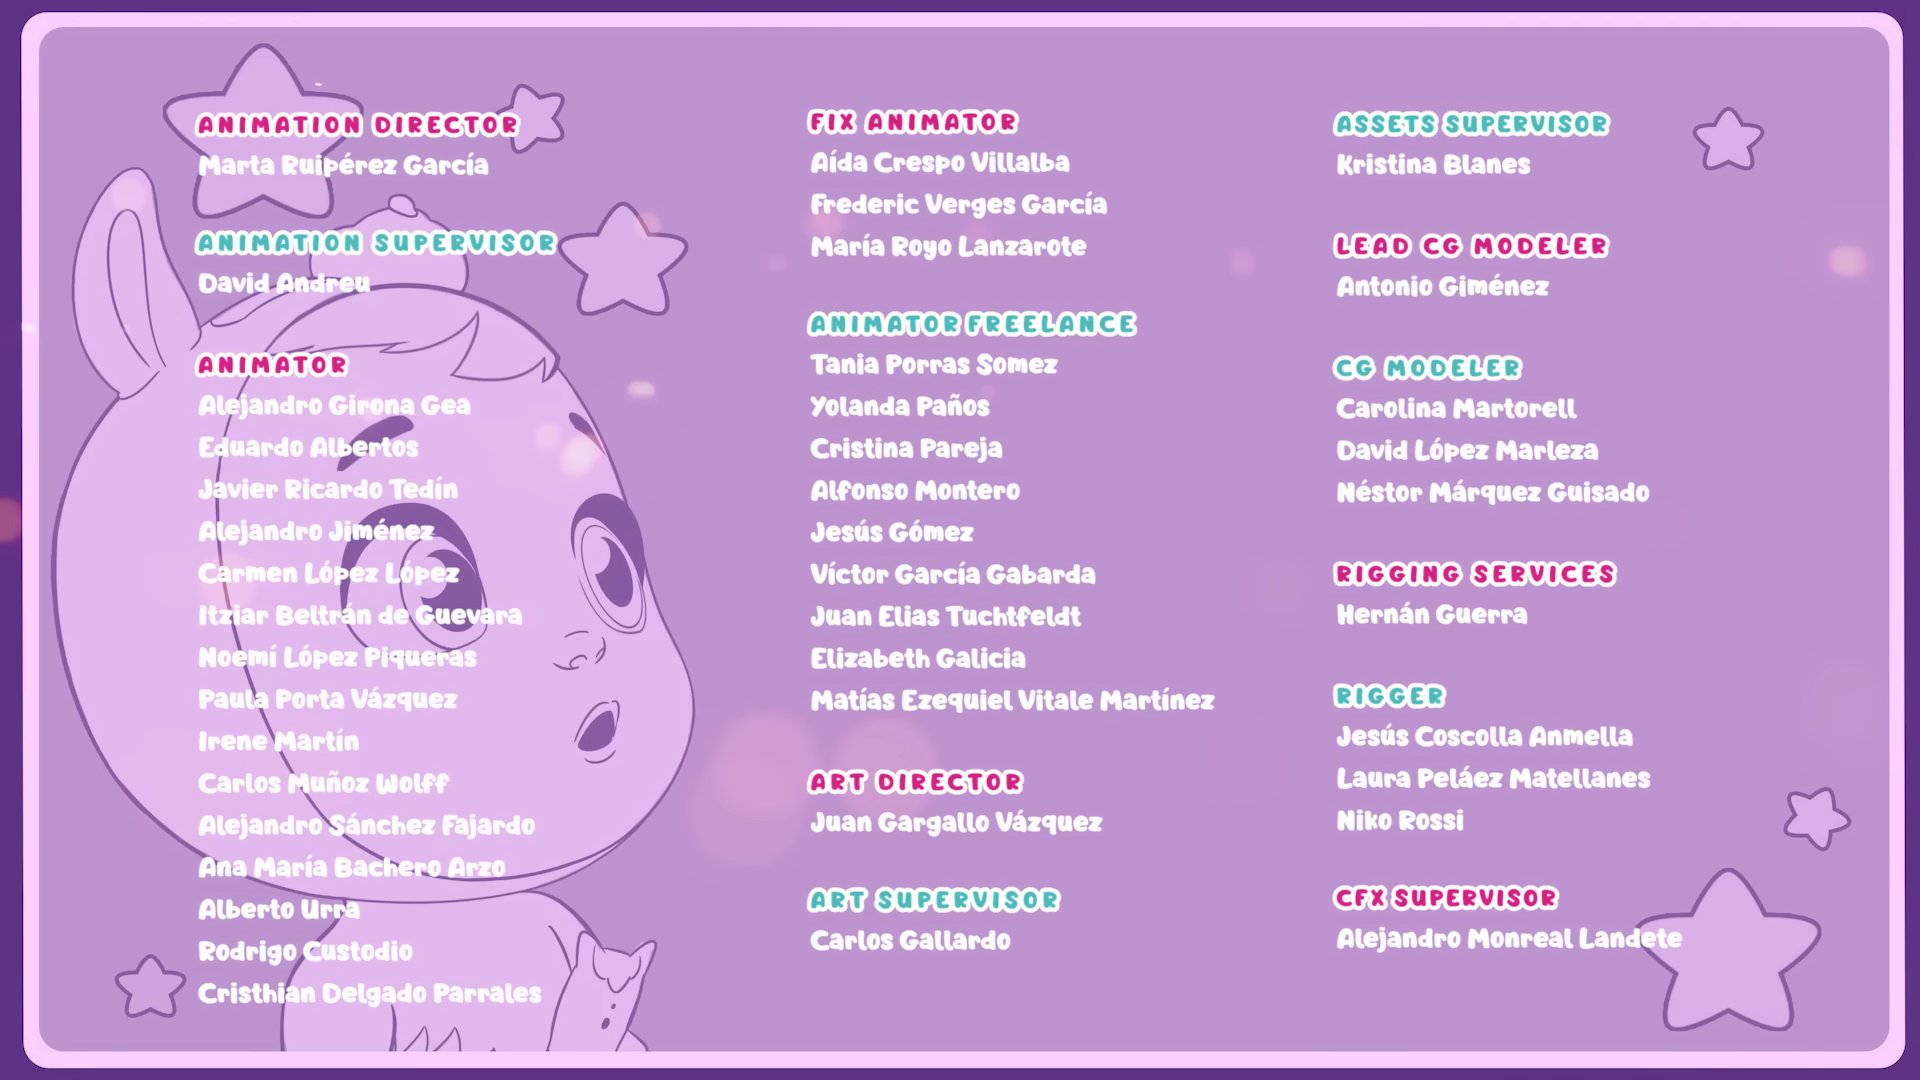 ANIMATION DIRECTOR
Marta Ruipérez García
ANIMATION SUPERVISOR
David Andreu
ANIMATOR
Alejandro Girona Gea
Eduardo Albertos
Javier Ricardo Tedín
Alejandro Jiménez
Carmen López López
Itziar Beltrán de Guevara
Noemí López Piqueras
Paula Porta Vázquez
Irene Martín
Carlos Muñoz Wolff
Alejandro Sánchez Fajardo
Ana María Bachero Arzo
Alberto Urra
Rodrigo Custodio
Cristhian Delgado Parrales
FIX ANIMATOR
Aída Crespo Villalba
Frederic Verges García
María Royo Lanzarote
ANIMATOR FREELANCE
Tania Porras Somez
Yolanda Paños
Cristina Pareja
Alfonso Montero
Jesús Gómez
Víctor García Gabarda
Juan Elias Tuchtfeldt
Elizabeth Galicia
Matías Ezequiel Vitale Martínez
ART DIRECTOR
Juan Gargallo Vázquez
ART SUPERVISOR
Carlos Gallardo
ASSETS SUPERVISOR
Kristina Blanes
LEAD CG MODELER
Antonio Giménez
CG MODELER
Carolina Martorell
David López Marleza
Néstor Márquez Guisado
RIGGING SERVICES
Hernán Guerra
RIGGER
Jesús Coscolla Anmella
Laura Peláez Matellanes
Niko Rossi
CFX SUPERVISOR
Alejandro Monreal Landete